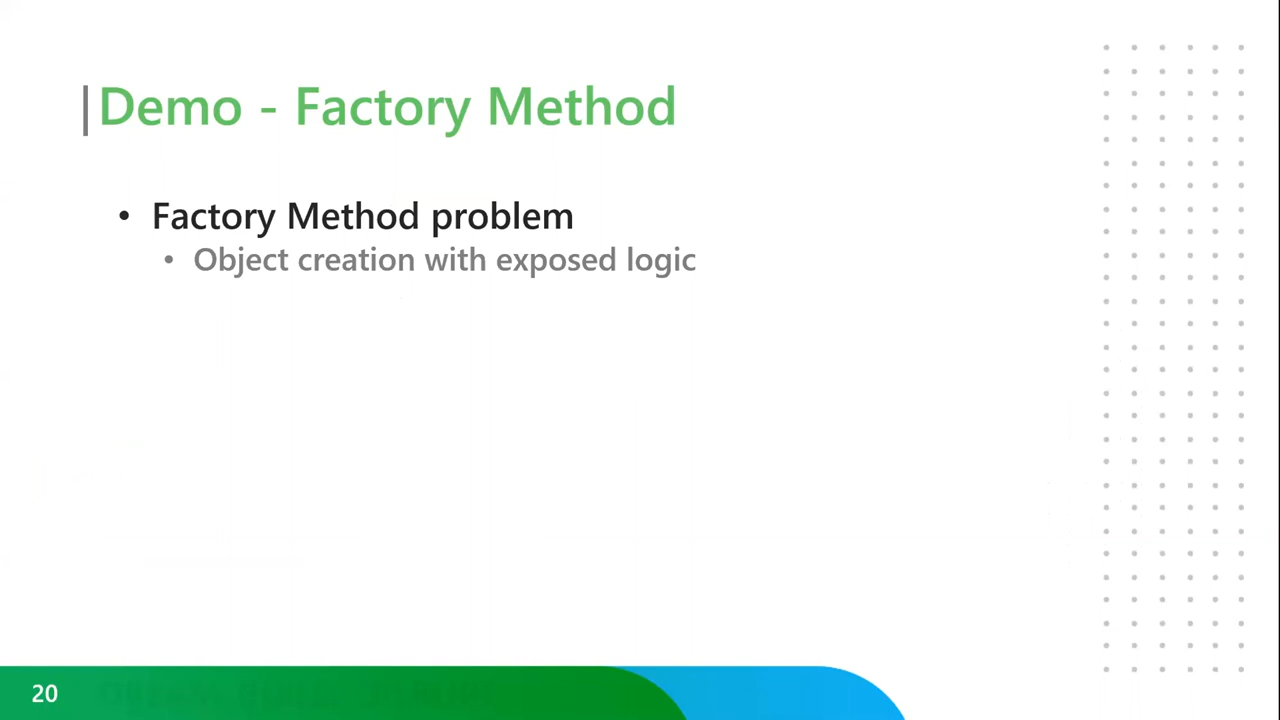 Demo - Factory Method
• Factory Method problem
• Object creation with exposed logic
20